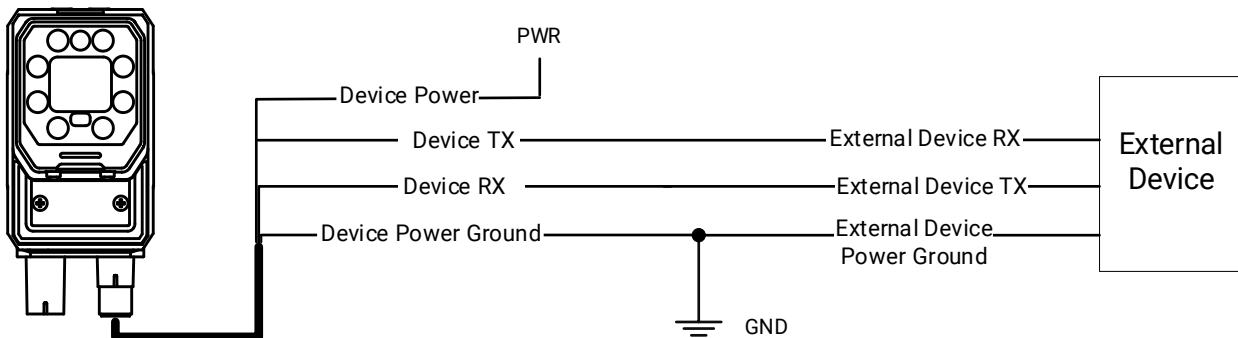 PWR
Device Power
Device TX
External Device RX
External
Device
Device RX
External Device TX
Device Power Ground
External Device
Power Ground
GND